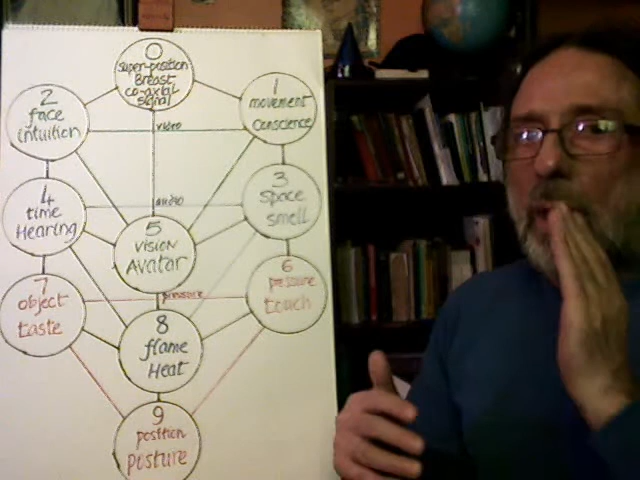 0
super-position
Breast
co-axial
signal
1
movement
Conscience
2
face
intuition
video
3
space
smell
4
time
Hearing
audio
5
vision
Avatar
6
pressure
touch
7
object
taste
pressure
8
flame
Heat
9
position
posture